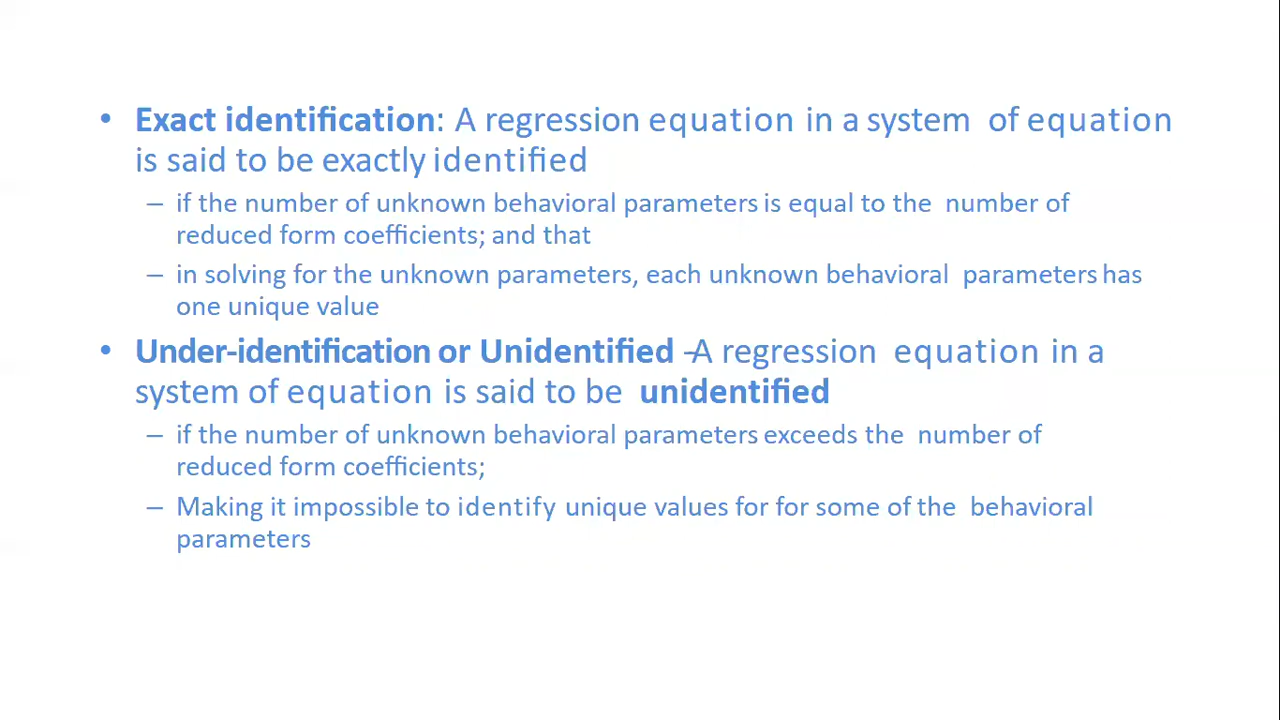 • Exact identification: A regression equation in a system of equation
is said to be exactly identified
– if the number of unknown behavioral parameters is equal to the number of
reduced form coefficients; and that
– in solving for the unknown parameters, each unknown behavioral parameters has
one unique value
• Under-identification or Unidentified –A regression equation in a
system of equation is said to be unidentified
– if the number of unknown behavioral parameters exceeds the number of
reduced form coefficients;
– Making it impossible to identify unique values for for some of the behavioral
parameters